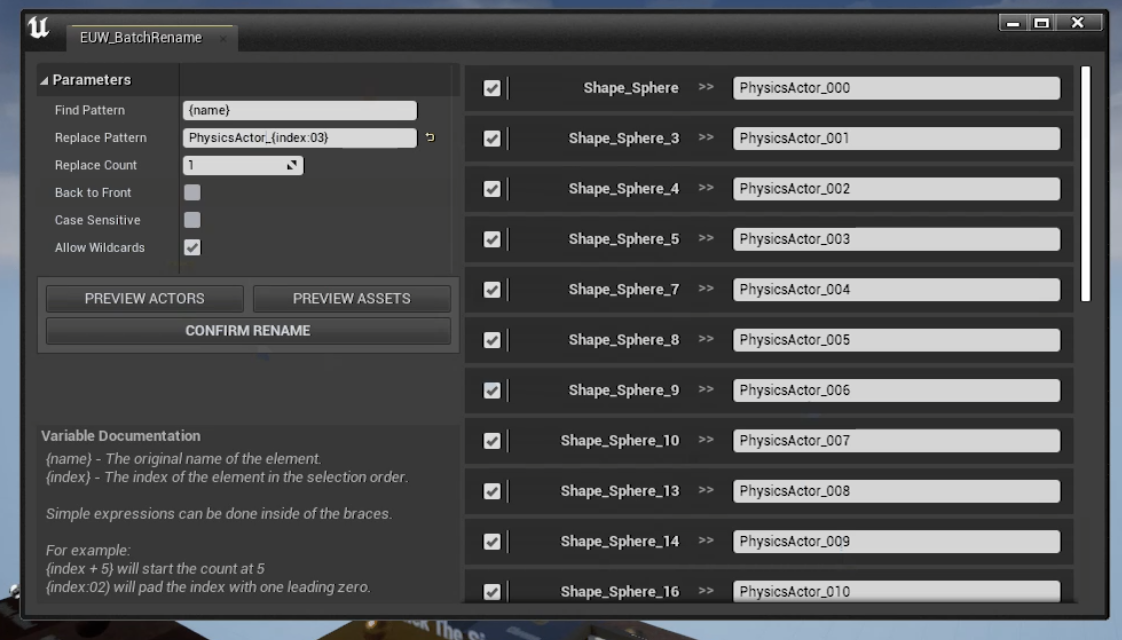 EUW_BatchRename
Parameters
Find Pattern {name}
Replace Pattern PhysicsActor_{index:03}
Replace Count 1
Back to Front
Case Sensitive
Allow Wildcards
PREVIEW ACTORS PREVIEW ASSETS
CONFIRM RENAME
Variable Documentation
{name} - The original name of the element.
{index} - The index of the element in the selection order.
Simple expressions can be done inside of the braces.
For example:
{index + 5} will start the count at 5
{index:02) will pad the index with one leading zero.
Shape_Sphere >> PhysicsActor_000
Shape_Sphere_3 >> PhysicsActor_001
Shape_Sphere_4 >> PhysicsActor_002
Shape_Sphere_5 >> PhysicsActor_003
Shape_Sphere_7 >> PhysicsActor_004
Shape_Sphere_8 >> PhysicsActor_005
Shape_Sphere_9 >> PhysicsActor_006
Shape_Sphere_10 >> PhysicsActor_007
Shape_Sphere_13 >> PhysicsActor_008
Shape_Sphere_14 >> PhysicsActor_009
Shape_Sphere_16 >> PhysicsActor_010
The